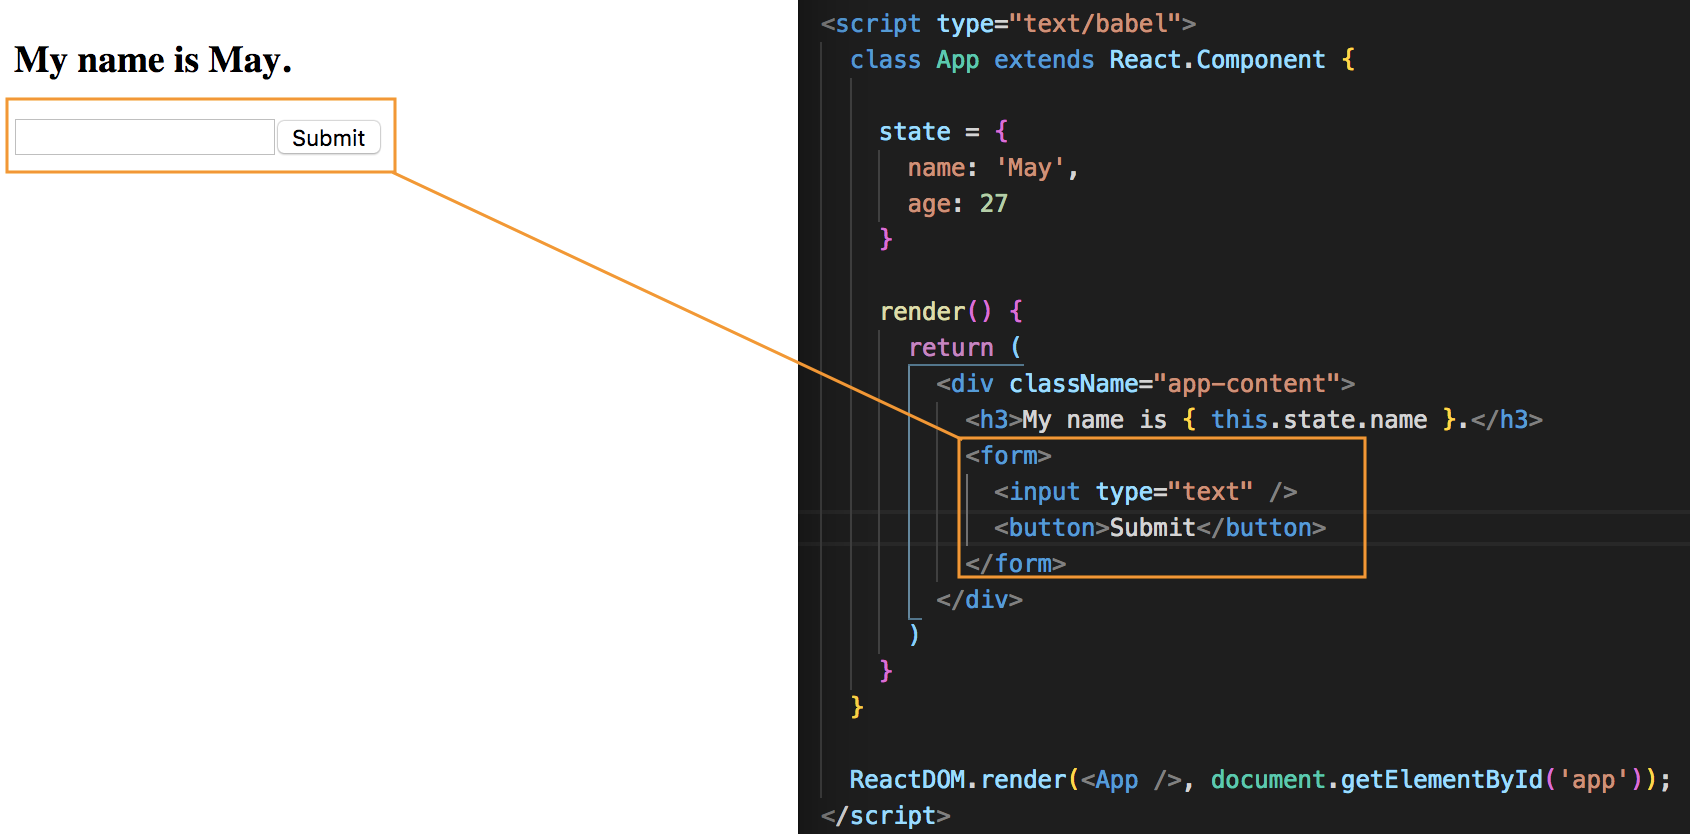 My name is May.
Submit
<script type="text/babel">
class App extends React.Component {
state = {
name: 'May',
age: 27
}
render() {
return (
<div className="app-content">
<h3>My name is { this.state.name }.</h3>
<form>
<input type="text" />
<button>Submit</button>
</form>
</div>
)
}
}
ReactDOM.render(<App />, document.getElementById('app'));
</script>